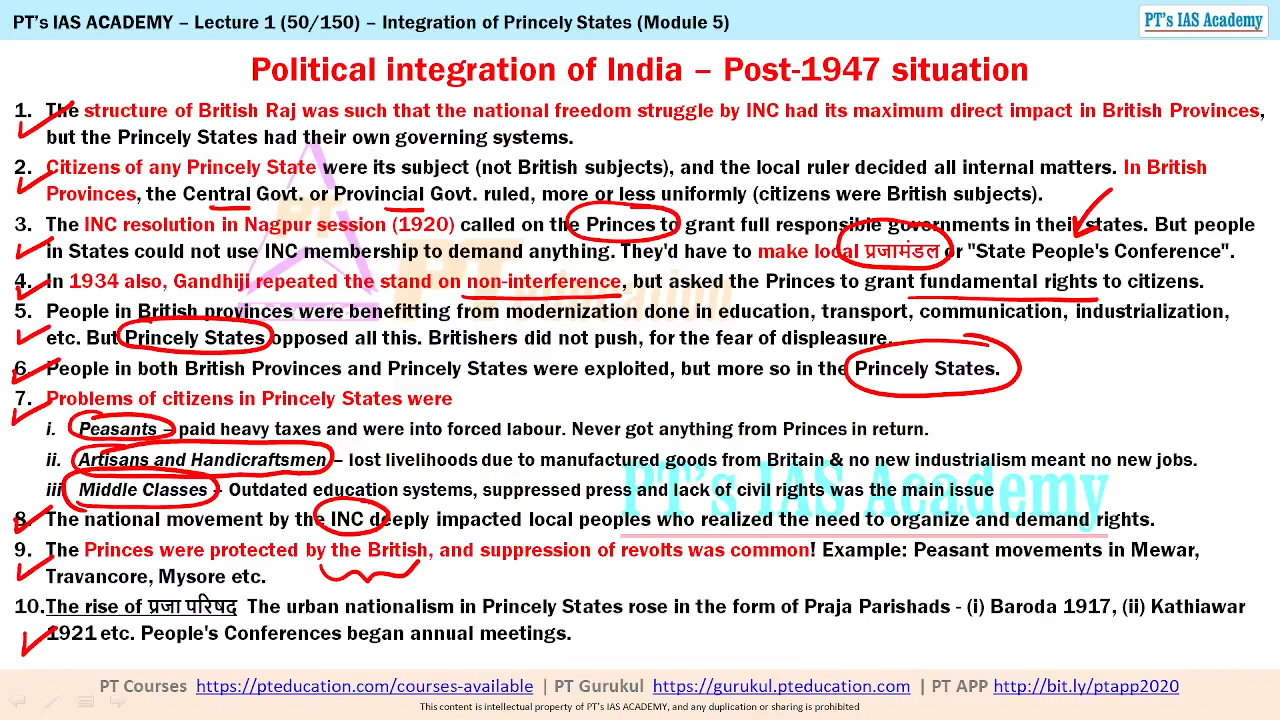 PT's IAS ACADEMY – Lecture 1 (50/150) – Integration of Princely States (Module 5)
PT's IAS Academy
Political integration of India – Post-1947 situation
1. The structure of British Raj was such that the national freedom struggle by INC had its maximum direct impact in British Provinces,
but the Princely States had their own governing systems.
2. Citizens of any Princely State were its subject (not British subjects), and the local ruler decided all internal matters. In British
Provinces, the Central Govt. or Provincial Govt. ruled, more or less uniformly (citizens were British subjects).
3. The INC resolution in Nagpur session (1920) called on the Princes to grant full responsible governments in their states. But people
in States could not use INC membership to demand anything. They'd have to make local प्रजामंडल or "State People's Conference".
4. In 1934 also, Gandhiji repeated the stand on non-interference, but asked the Princes to grant fundamental rights to citizens.
5. People in British provinces were benefitting from modernization done in education, transport, communication, industrialization,
etc. But Princely States opposed all this. Britishers did not push, for the fear of displeasure.
6. People in both British Provinces and Princely States were exploited, but more so in the Princely States.
7. Problems of citizens in Princely States were
i. Peasants – paid heavy taxes and were into forced labour. Never got anything from Princes in return.
ii. Artisans and Handicraftsmen – lost livelihoods due to manufactured goods from Britain & no new industrialism meant no new jobs.
iii. Middle Classes – Outdated education systems, suppressed press and lack of civil rights was the main issue
8. The national movement by the INC deeply impacted local peoples who realized the need to organize and demand rights.
9. The Princes were protected by the British, and suppression of revolts was common! Example: Peasant movements in Mewar,
Travancore, Mysore etc.
10. The rise of प्रजा परिषद The urban nationalism in Princely States rose in the form of Praja Parishads - (i) Baroda 1917, (ii) Kathiawar
1921 etc. People's Conferences began annual meetings.
PT's IAS Academy
PT Courses https://pteducation.com/courses-available | PT Gurukul https://gurukul.pteducation.com | PT APP http://bit.ly/ptapp2020
This content is intellectual property of PT's IAS ACADEMY, and any duplication or sharing is prohibited